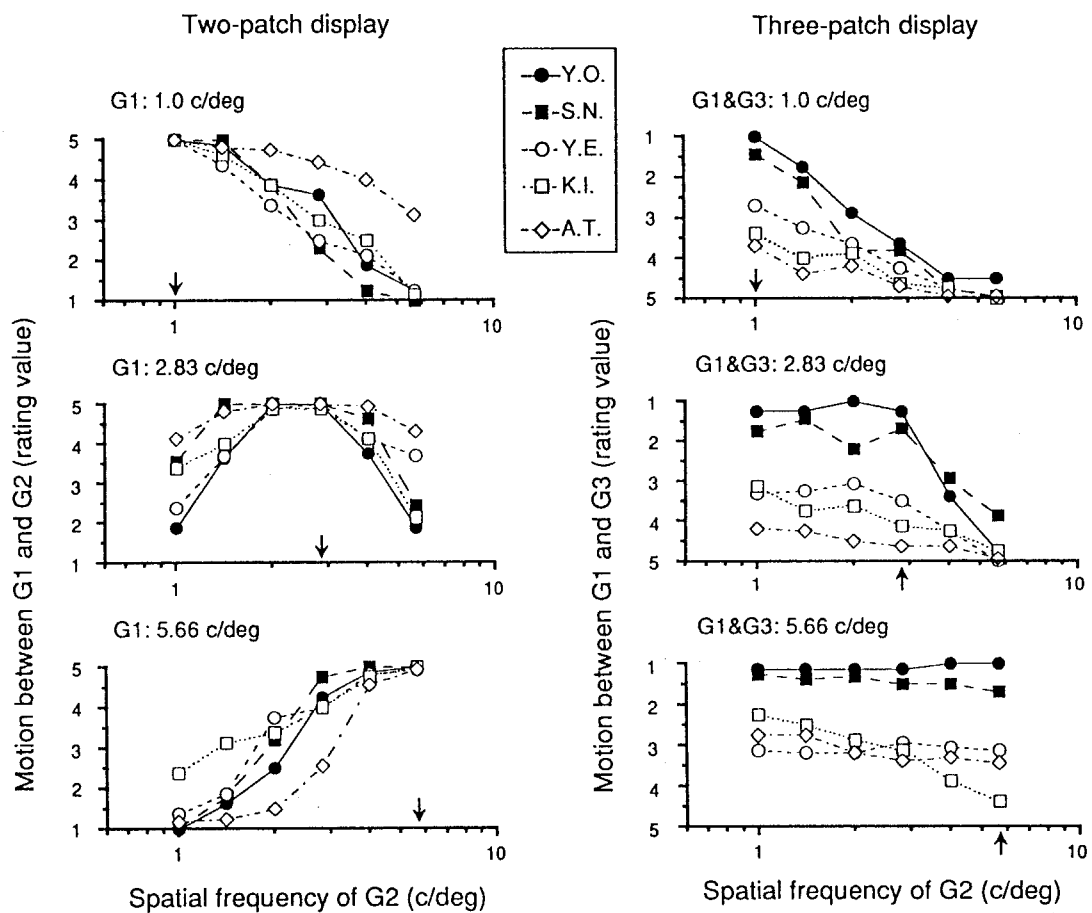 Two-patch display
Three-patch display
Y.O.
S.N.
Y.E.
K.I.
A.T.
G1: 1.0 c/deg
5
4
3
2
1
1
10
G1&G3: 1.0 c/deg
1
2
3
4
5
1
10
G1: 2.83 c/deg
5
4
3
2
1
1
10
G1&G3: 2.83 c/deg
1
2
3
4
5
1
10
G1: 5.66 c/deg
5
4
3
2
1
1
10
G1&G3: 5.66 c/deg
1
2
3
4
5
1
10
Motion between G1 and G2 (rating value)
Motion between G1 and G3 (rating value)
Spatial frequency of G2 (c/deg)
Spatial frequency of G2 (c/deg)